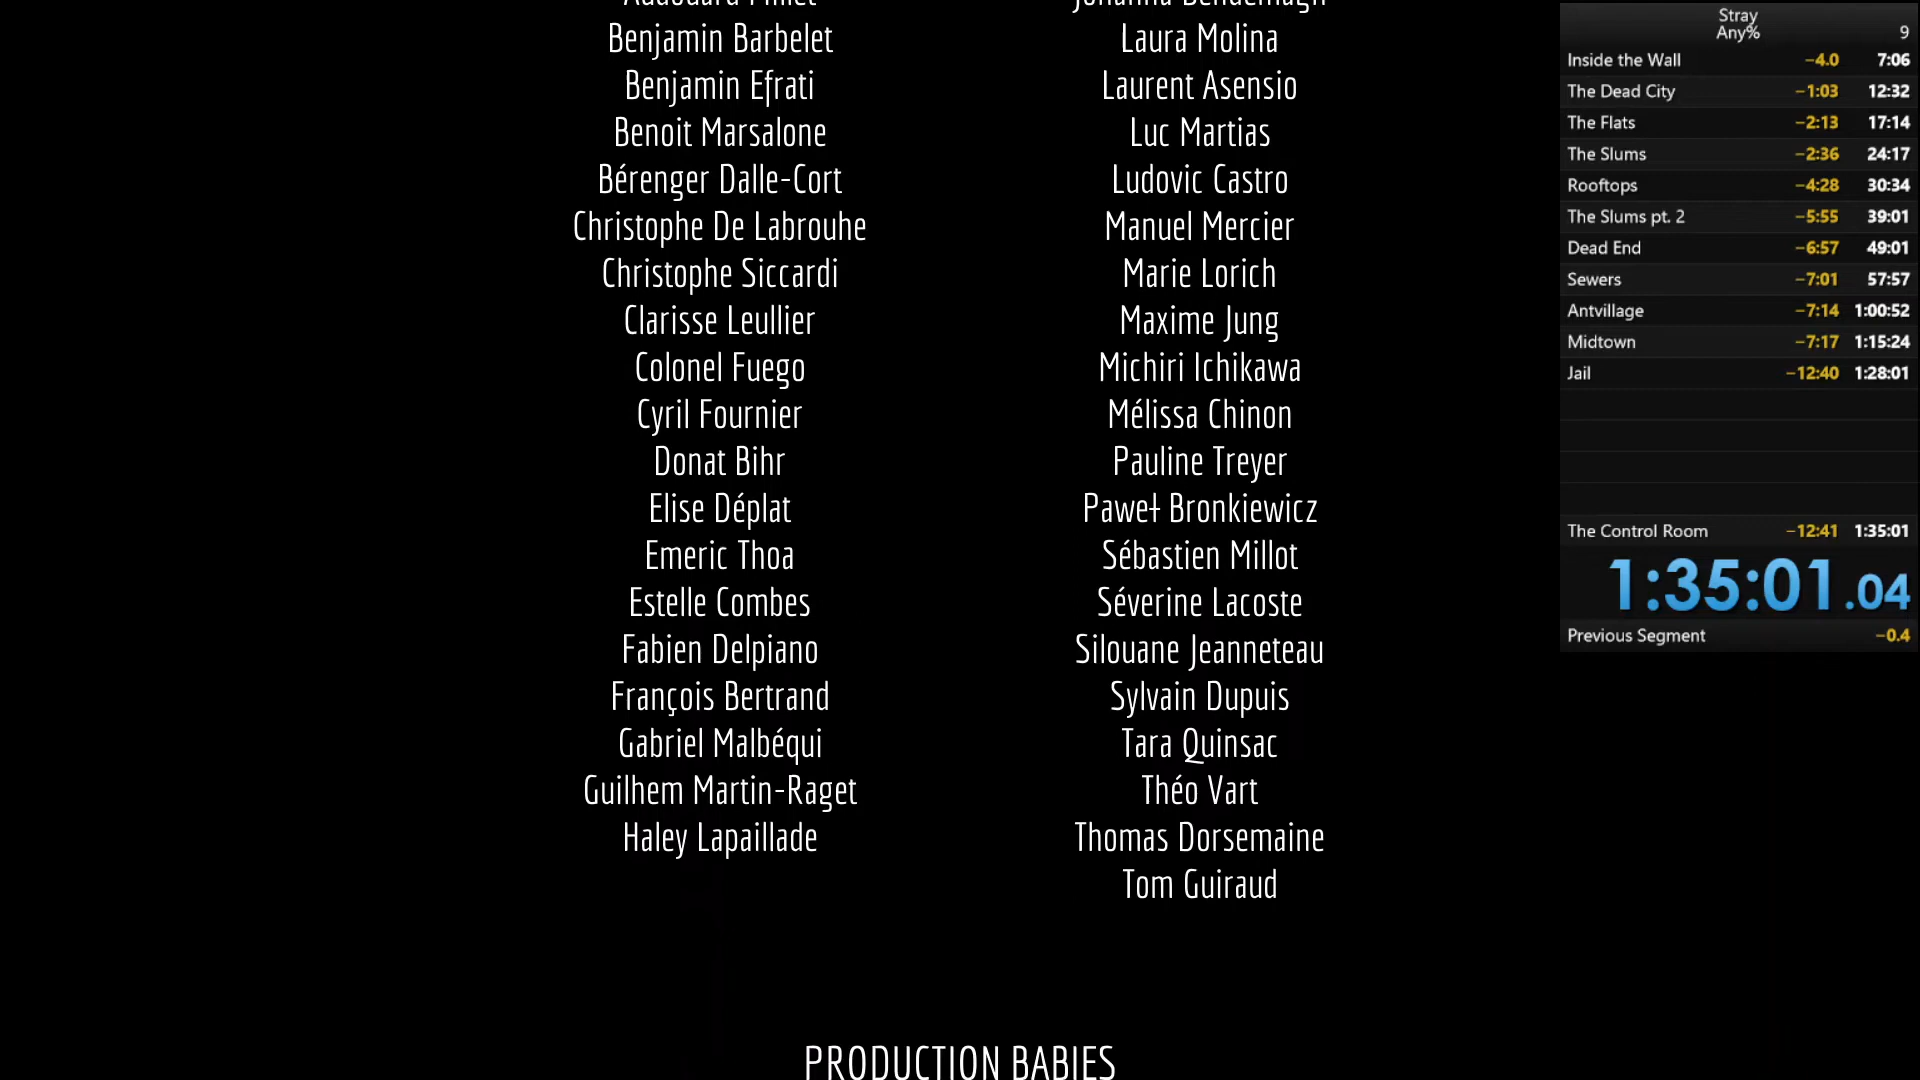 Benjamin Barbelet
Benjamin Efrati
Benoit Marsalone
Bérenger Dalle-Cort
Christophe De Labrouhe
Christophe Siccardi
Clarisse Leullier
Colonel Fuego
Cyril Fournier
Donat Bihr
Elise Déplat
Emeric Thoa
Estelle Combes
Fabien Delpiano
François Bertrand
Gabriel Malbéqui
Guilhem Martin-Raget
Haley Lapaillade
Laura Molina
Laurent Asensio
Luc Martias
Ludovic Castro
Manuel Mercier
Marie Lorich
Maxime Jung
Michiri Ichikawa
Mélissa Chinon
Pauline Treyer
Paweł Bronkiewicz
Sébastien Millot
Séverine Lacoste
Silouane Jeanneteau
Sylvain Dupuis
Tara Quinsac
Théo Vart
Thomas Dorsemaine
Tom Guiraud
PRODUCTION BABIES
Stray
Any% 9
Inside the Wall −4.0 7:06
The Dead City −1:03 12:32
The Flats −2:13 17:14
The Slums −2:36 24:17
Rooftops −4:28 30:34
The Slums pt. 2 −5:55 39:01
Dead End −6:57 49:01
Sewers −7:01 57:57
Antvillage −7:14 1:00:52
Midtown −7:17 1:15:24
Jail −12:40 1:28:01
The Control Room −12:41 1:35:01
1:35:01.04
Previous Segment −0.4